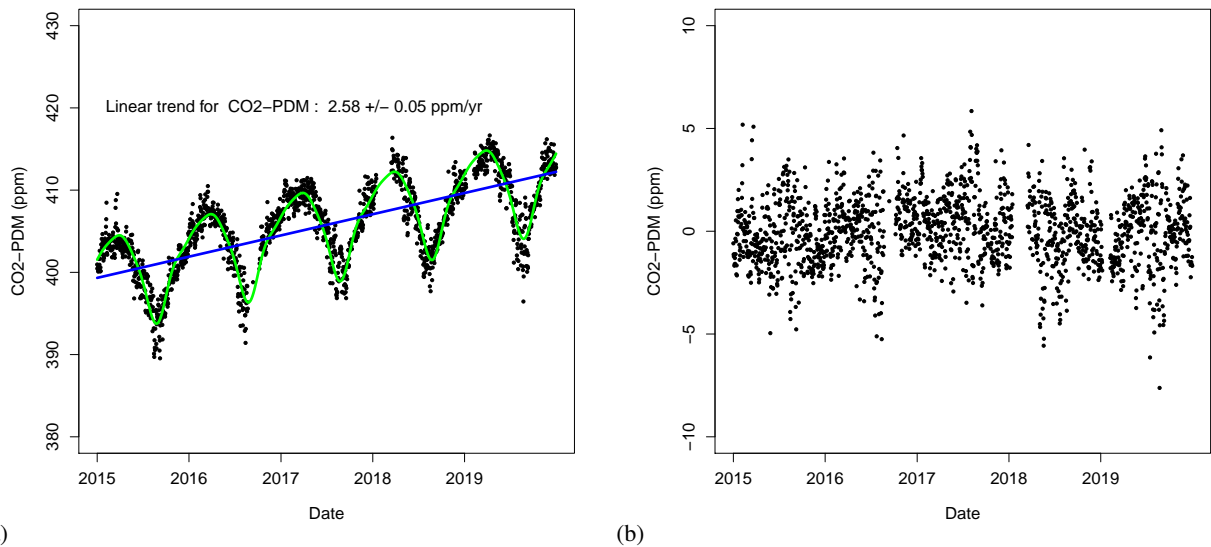 430
420
410
400
390
380
CO2−PDM (ppm)
Linear trend for CO2−PDM : 2.58 +/− 0.05 ppm/yr
2015 2016 2017 2018 2019
Date
)
10
5
0
−5
−10
CO2−PDM (ppm)
2015 2016 2017 2018 2019
Date
(b)